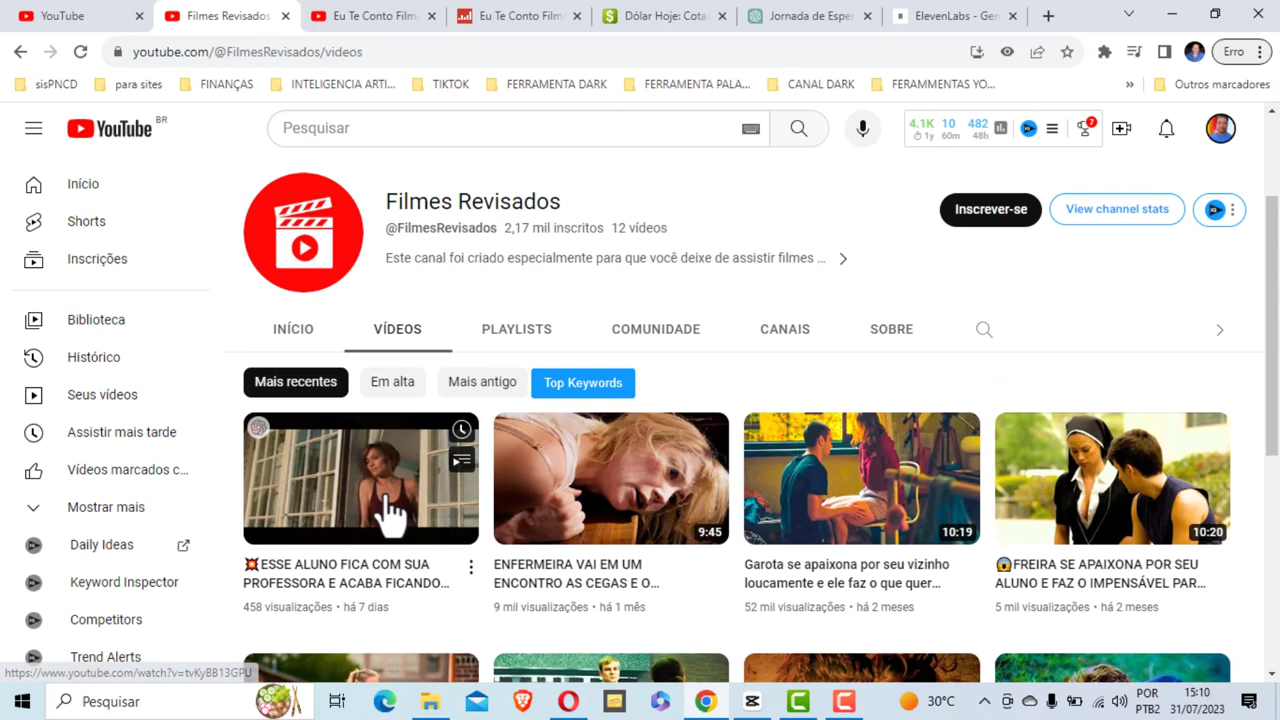 YouTube
Filmes Revisados
Eu Te Conto Film
Eu Te Conto Film
Dólar Hoje: Cota
Jornada de Esper
ElevenLabs - Gen
youtube.com/@FilmesRevisados/videos
Erro
sisPNCD
para sites
FINANÇAS
INTELIGENCIA ARTI...
TIKTOK
FERRAMENTA DARK
FERRAMENTA PALA...
CANAL DARK
FERAMMENTAS YO...
»
Outros marcadores
YouTube BR
Pesquisar
4.1K 10 482
1y 60m 48h
7
Início
Shorts
Inscrições
Biblioteca
Histórico
Seus vídeos
Assistir mais tarde
Vídeos marcados c...
Mostrar mais
Daily Ideas
Keyword Inspector
Competitors
Trend Alerts
Filmes Revisados
@FilmesRevisados 2,17 mil inscritos 12 vídeos
Este canal foi criado especialmente para que você deixe de assistir filmes ...
Inscrever-se
View channel stats
INÍCIO
VÍDEOS
PLAYLISTS
COMUNIDADE
CANAIS
SOBRE
Mais recentes
Em alta
Mais antigo
Top Keywords
💥ESSE ALUNO FICA COM SUA
PROFESSORA E ACABA FICANDO...
458 visualizações • há 7 dias
9:45
ENFERMEIRA VAI EM UM
ENCONTRO AS CEGAS E O...
9 mil visualizações • há 1 mês
10:19
Garota se apaixona por seu vizinho
loucamente e ele faz o que quer...
52 mil visualizações • há 2 meses
10:20
😱FREIRA SE APAIXONA POR SEU
ALUNO E FAZ O IMPENSÁVEL PAR...
5 mil visualizações • há 2 meses
https://www.youtube.com/watch?v=tvKyBB13GPU
Pesquisar
30°C
POR
PTB2
15:10
31/07/2023